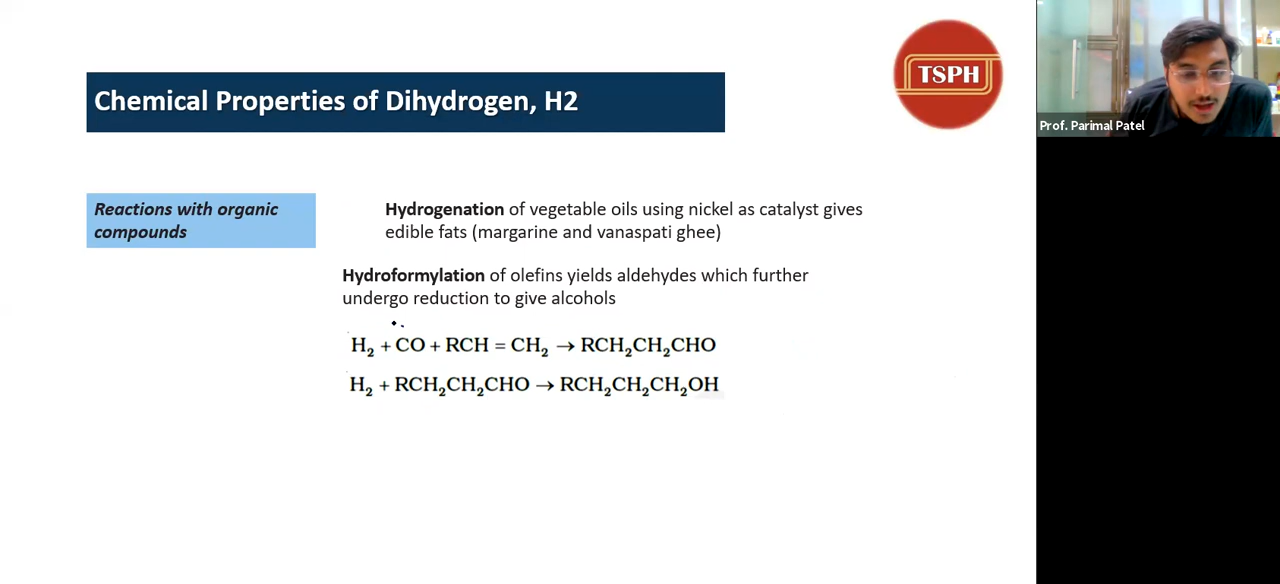 Chemical Properties of Dihydrogen, H2
TSPH
Prof. Parimal Patel
Reactions with organic
compounds
Hydrogenation of vegetable oils using nickel as catalyst gives
edible fats (margarine and vanaspati ghee)
Hydroformylation of olefins yields aldehydes which further
undergo reduction to give alcohols
H₂ + CO + RCH = CH₂ → RCH₂CH₂CHO
H₂ + RCH₂CH₂CHO → RCH₂CH₂CH₂OH